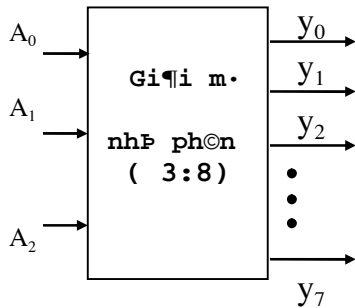 A₀
A₁
A₂
Gi¶i m·
nhÞ ph©n
( 3:8)
y₀
y₁
y₂
y₇